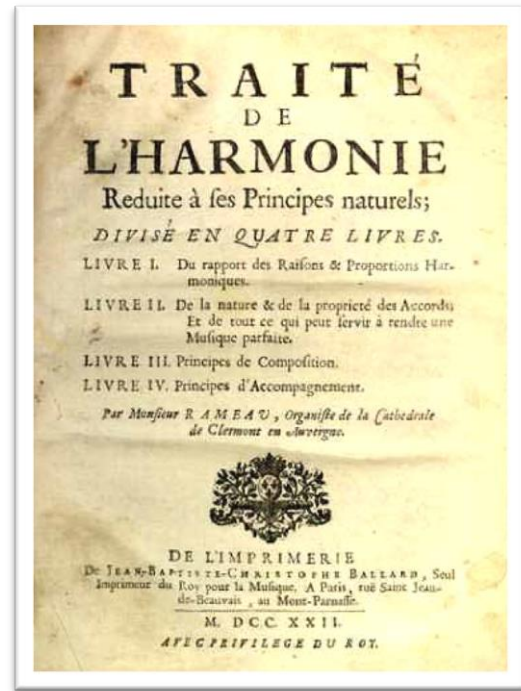 TRAITÉ
DE
L'HARMONIE
Reduite à ſes Principes naturels;
DIVISÉ EN QUATRE LIVRES.
LIVRE I. Du rapport des Raiſons & Proportions Har-
moniques.
LIVRE II. De la nature & de la proprieté des Accords;
Et de tout ce qui peut ſervir à rendre une
Muſique parfaite.
LIVRE III. Principes de Compoſition.
LIVRE IV. Principes d'Accompagnement.
Par Monſieur RAMEAU, Organiſte de la Cathedrale
de Clermont en Auvergne.
DE L'IMPRIMERIE
De JEAN-BAPTISTE-CHRISTOPHE BALLARD, Seul
Imprimeur du Roy pour la Muſique. A Paris, ruë Saint Jean-
de-Beauvais, au Mont-Parnaſſe.
M. DCC. XXII.
AVEC PRIVILEGE DU ROY.